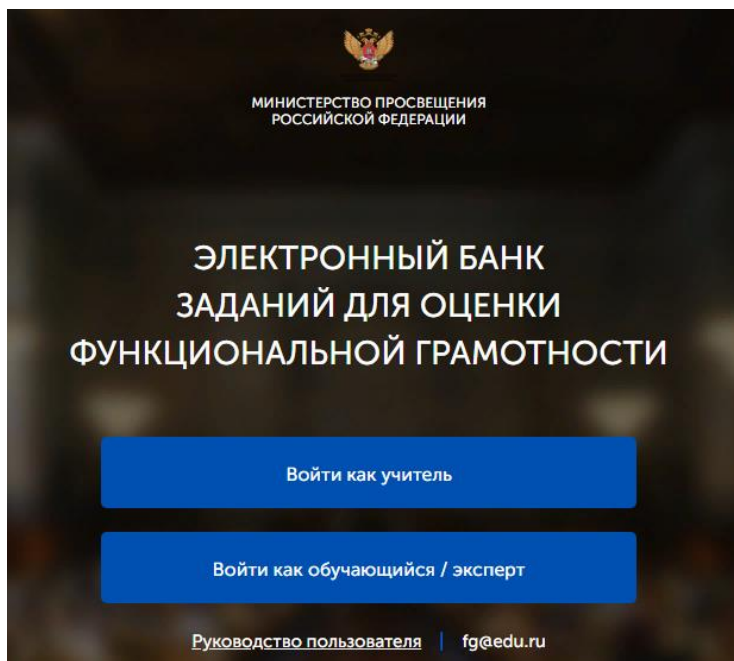 МИНИСТЕРСТВО ПРОСВЕЩЕНИЯ
РОССИЙСКОЙ ФЕДЕРАЦИИ
ЭЛЕКТРОННЫЙ БАНК
ЗАДАНИЙ ДЛЯ ОЦЕНКИ
ФУНКЦИОНАЛЬНОЙ ГРАМОТНОСТИ
Войти как учитель
Войти как обучающийся / эксперт
Руководство пользователя | fg@edu.ru